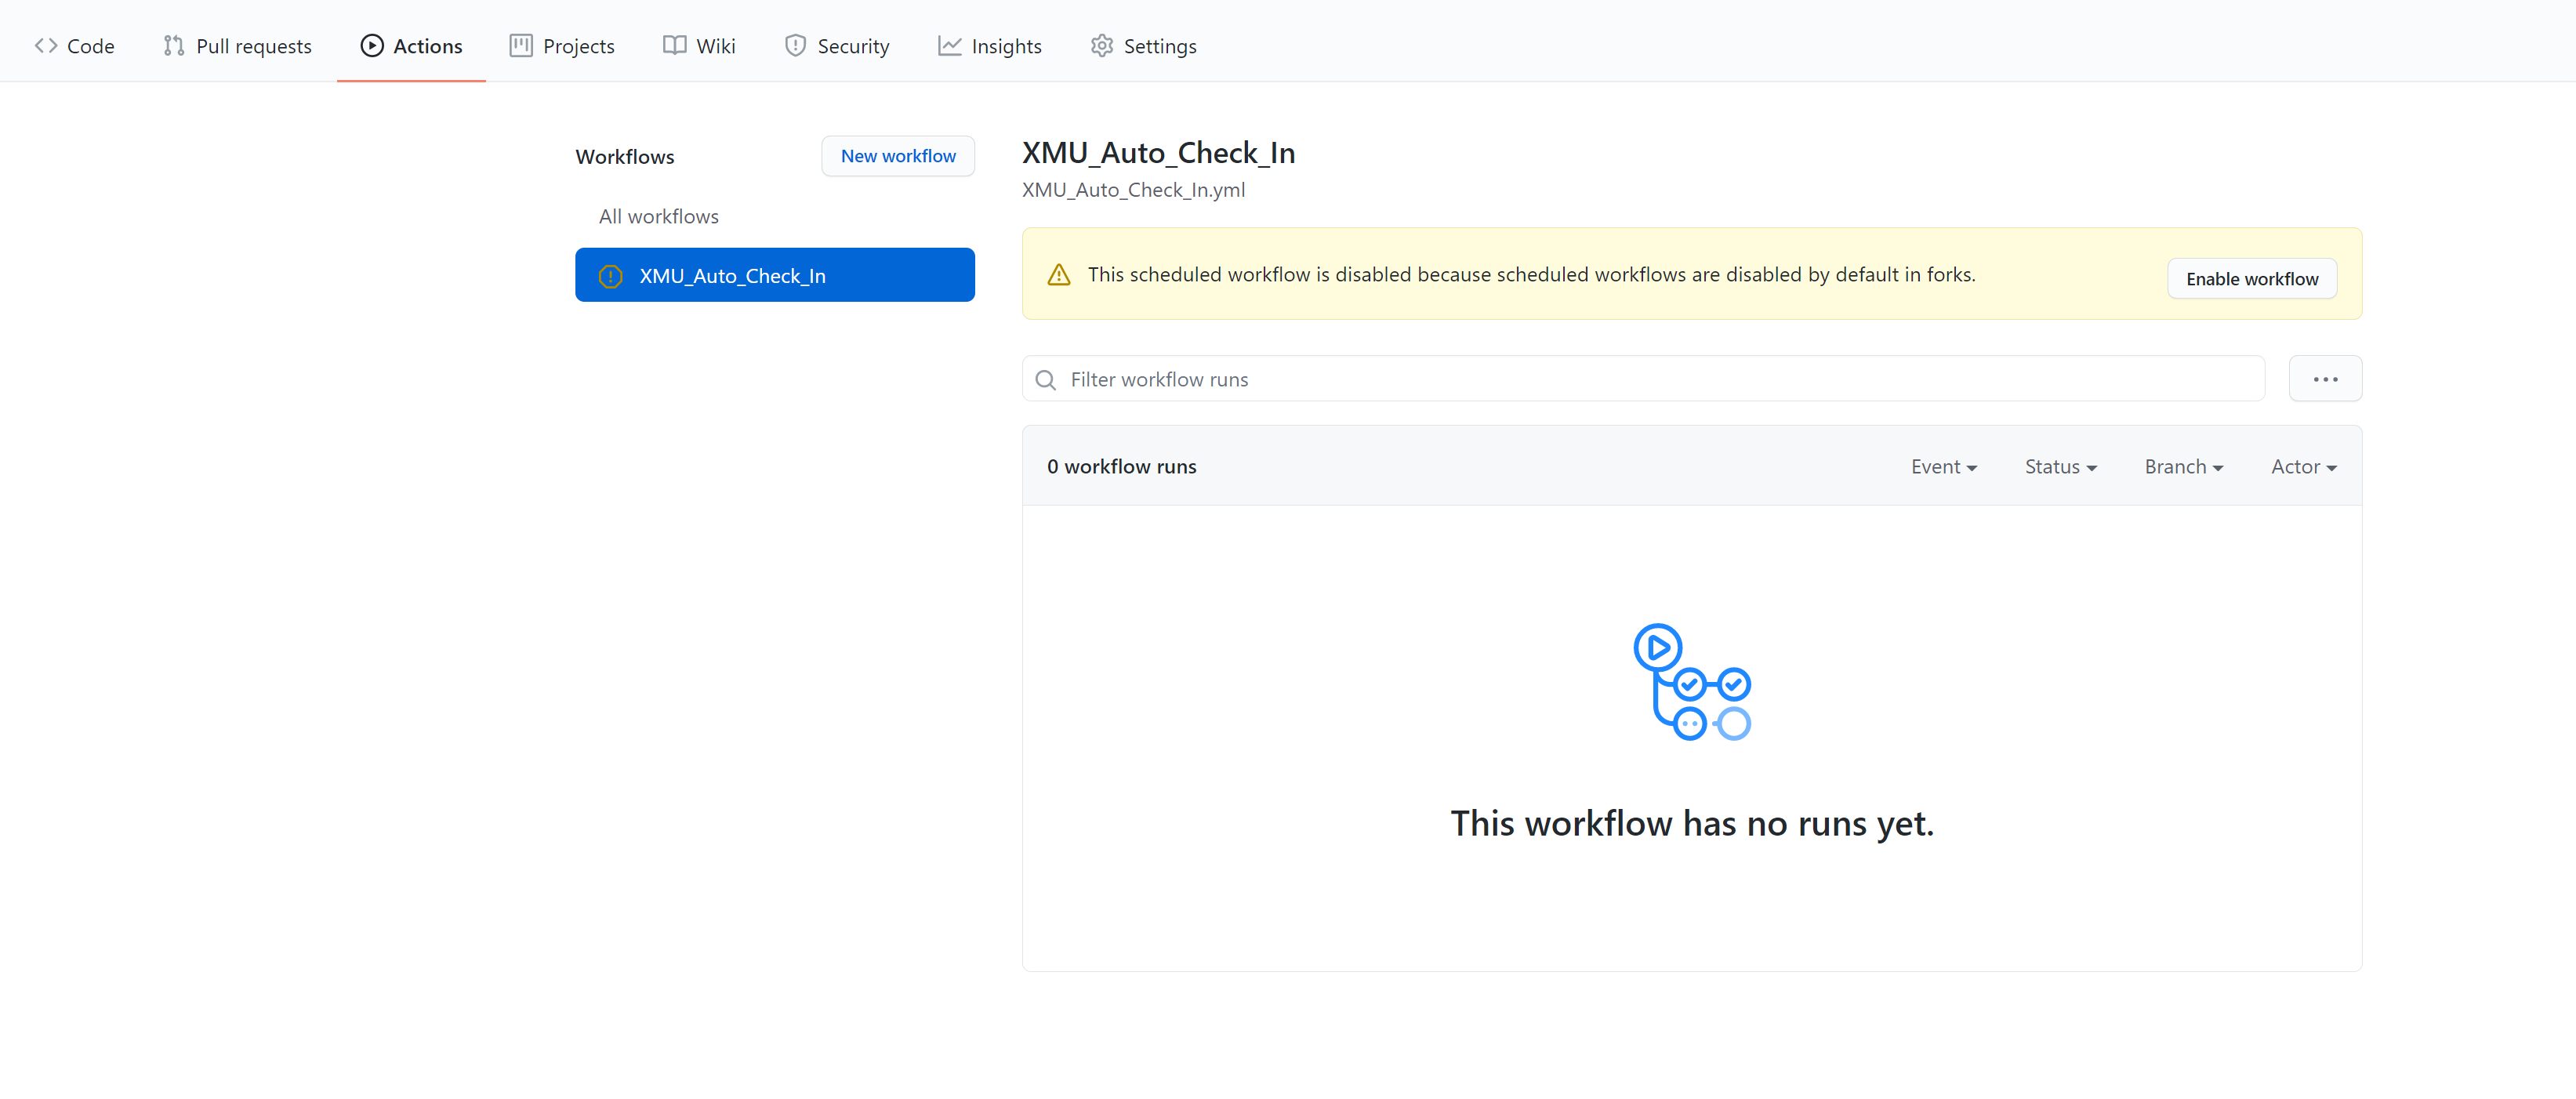 Code Pull requests Actions Projects Wiki Security Insights Settings
Workflows
New workflow
All workflows
XMU_Auto_Check_In
XMU_Auto_Check_In
XMU_Auto_Check_In.yml
This scheduled workflow is disabled because scheduled workflows are disabled by default in forks.
Enable workflow
Filter workflow runs
0 workflow runs
Event Status Branch Actor
This workflow has no runs yet.